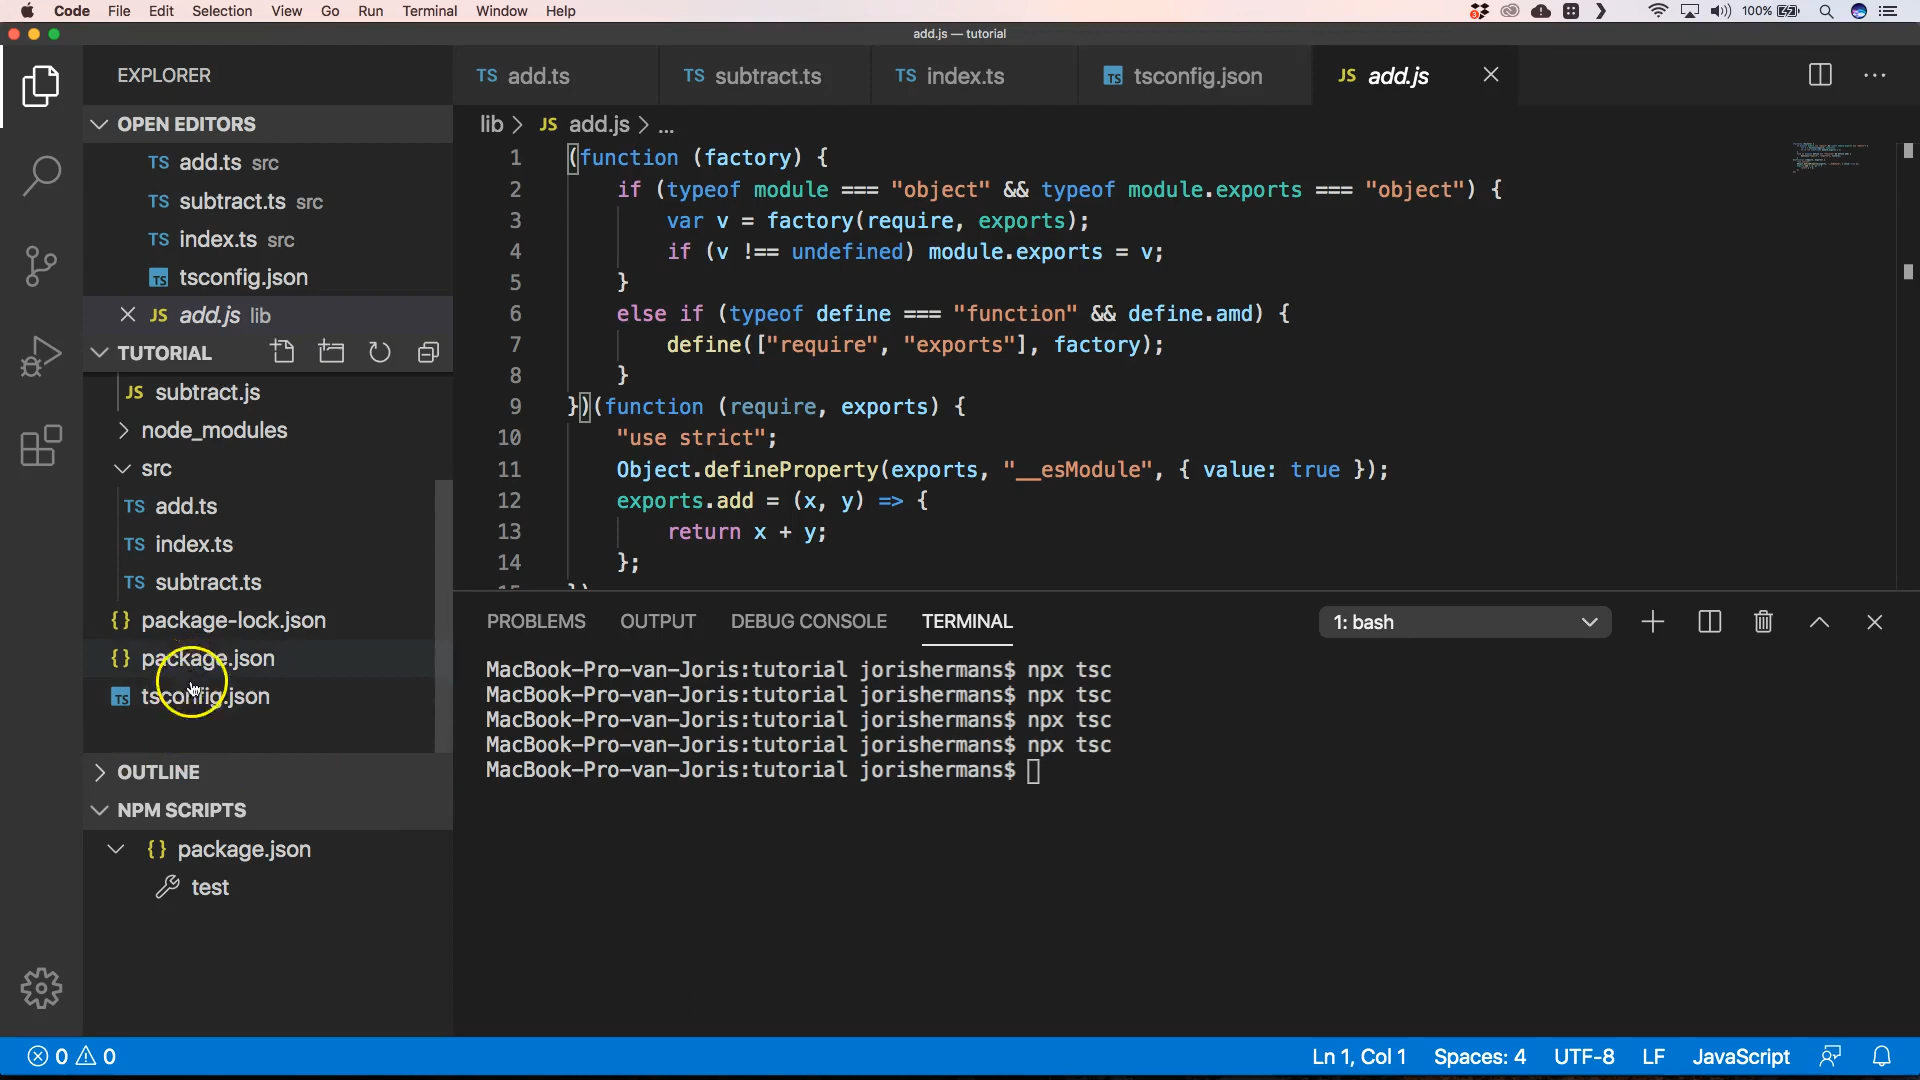 Code File Edit Selection View Go Run Terminal Window Help 3 100%
add.js — tutorial
EXPLORER
OPEN EDITORS
TS add.ts src
TS subtract.ts src
TS index.ts src
TS tsconfig.json
JS add.js lib
TUTORIAL
JS subtract.js
node_modules
src
TS add.ts
TS index.ts
TS subtract.ts
{} package-lock.json
{} package.json
TS tsconfig.json
OUTLINE
NPM SCRIPTS
{} package.json
test
TS add.ts TS subtract.ts TS index.ts TS tsconfig.json JS add.js
lib > JS add.js > ...
1 (function (factory) {
2 if (typeof module === "object" && typeof module.exports === "object") {
3 var v = factory(require, exports);
4 if (v !== undefined) module.exports = v;
5 }
6 else if (typeof define === "function" && define.amd) {
7 define(["require", "exports"], factory);
8 }
9 })(function (require, exports) {
10 "use strict";
11 Object.defineProperty(exports, "__esModule", { value: true });
12 exports.add = (x, y) => {
13 return x + y;
14 };
PROBLEMS OUTPUT DEBUG CONSOLE TERMINAL 1: bash
MacBook-Pro-van-Joris:tutorial jorishermans$ npx tsc
MacBook-Pro-van-Joris:tutorial jorishermans$ npx tsc
MacBook-Pro-van-Joris:tutorial jorishermans$ npx tsc
MacBook-Pro-van-Joris:tutorial jorishermans$ npx tsc
MacBook-Pro-van-Joris:tutorial jorishermans$
0 0 Ln 1, Col 1 Spaces: 4 UTF-8 LF JavaScript